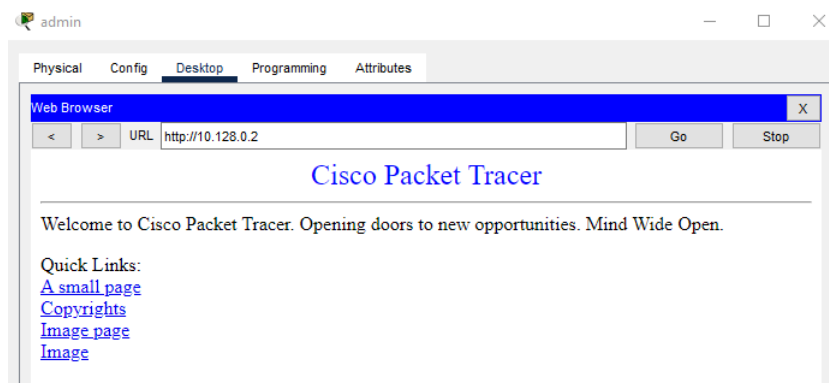 admin
Physical Config Desktop Programming Attributes
Web Browser X
< > URL http://10.128.0.2 Go Stop
Cisco Packet Tracer
Welcome to Cisco Packet Tracer. Opening doors to new opportunities. Mind Wide Open.
Quick Links:
A small page
Copyrights
Image page
Image